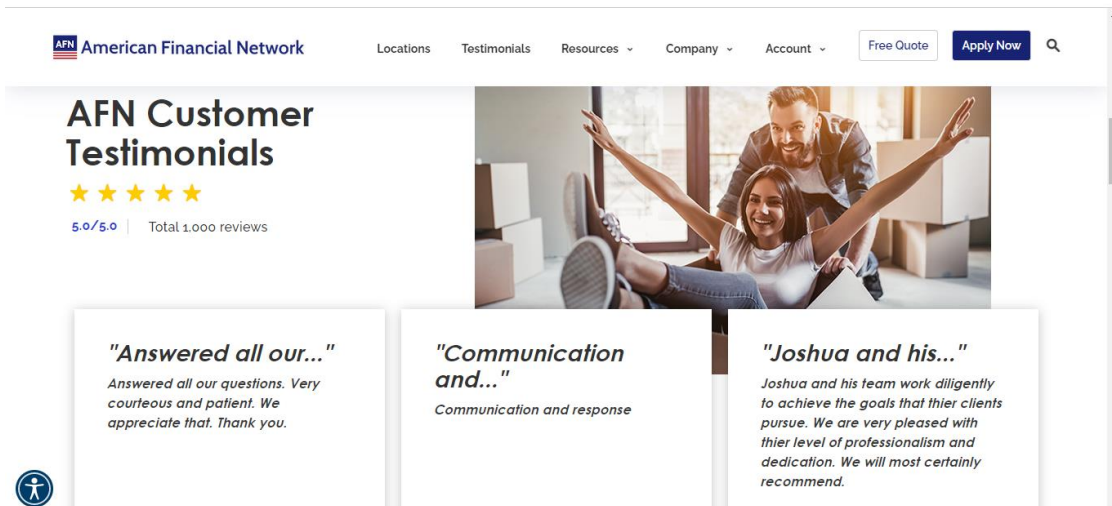 AFN American Financial Network
Locations Testimonials Resources Company Account Free Quote Apply Now
AFN Customer
Testimonials
5.0/5.0 Total 1,000 reviews
"Answered all our..."
Answered all our questions. Very
courteous and patient. We
appreciate that. Thank you.
"Communication
and..."
Communication and response
"Joshua and his..."
Joshua and his team work diligently
to achieve the goals that thier clients
pursue. We are very pleased with
thier level of professionalism and
dedication. We will most certainly
recommend.